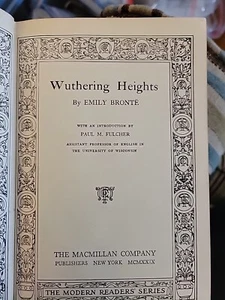 Wuthering Heights
By EMILY BRONTË
WITH AN INTRODUCTION BY
PAUL M. FULCHER
ASSISTANT PROFESSOR OF ENGLISH IN
THE UNIVERSITY OF WISCONSIN
THE MACMILLAN COMPANY
PUBLISHERS NEW YORK MCMXXIX
THE MODERN READERS' SERIES